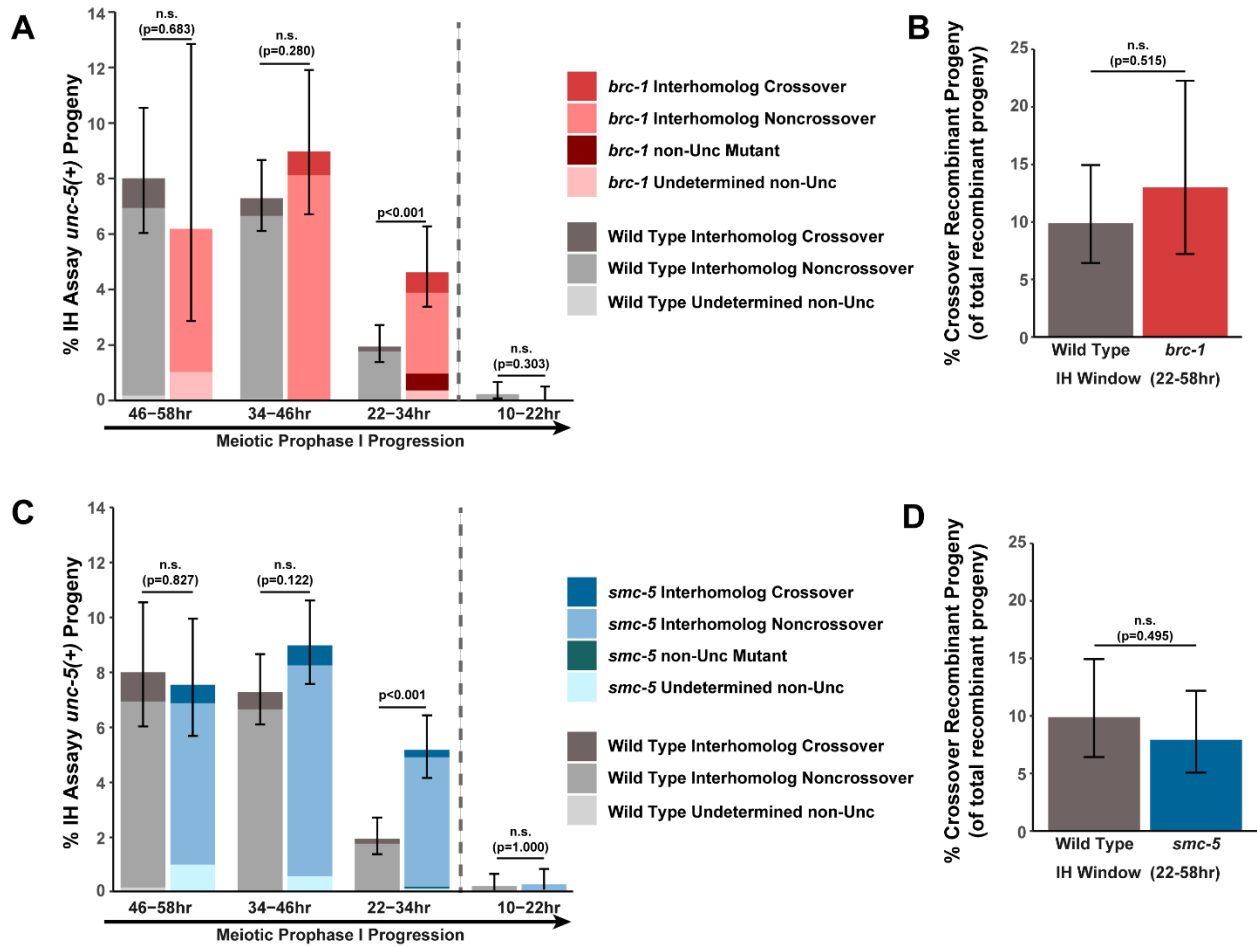 A
% IH Assay unc-5(+) Progeny
14
12
10
8
6
4
2
0
n.s.
(p=0.683)
n.s.
(p=0.280)
p<0.001
n.s.
(p=0.303)
46−58hr
34−46hr
22−34hr
10−22hr
Meiotic Prophase I Progression
brc-1 Interhomolog Crossover
brc-1 Interhomolog Noncrossover
brc-1 non-Unc Mutant
brc-1 Undetermined non-Unc
Wild Type Interhomolog Crossover
Wild Type Interhomolog Noncrossover
Wild Type Undetermined non-Unc
B
% Crossover Recombinant Progeny
(of total recombinant progeny)
25
20
15
10
5
0
n.s.
(p=0.515)
Wild Type
brc-1
IH Window (22-58hr)
C
% IH Assayy unc-5(+) Progeny
14
12
10
8
6
4
2
0
n.s.
(p=0.827)
n.s.
(p=0.122)
p<0.001
n.s.
(p=1.000)
46−58hr
34−46hr
22−34hr
10−22hr
Meiotic Prophase I Progression
smc-5 Interhomolog Crossover
smc-5 Interhomolog Noncrossover
smc-5 non-Unc Mutant
smc-5 Undetermined non-Unc
Wild Type Interhomolog Crossover
Wild Type Interhomolog Noncrossover
Wild Type Undetermined non-Unc
D
% Crossover Recombinant Progeny
(of total recombinant progeny)
25
20
15
10
5
0
n.s.
(p=0.495)
Wild Type
smc-5
IH Window (22-58hr)